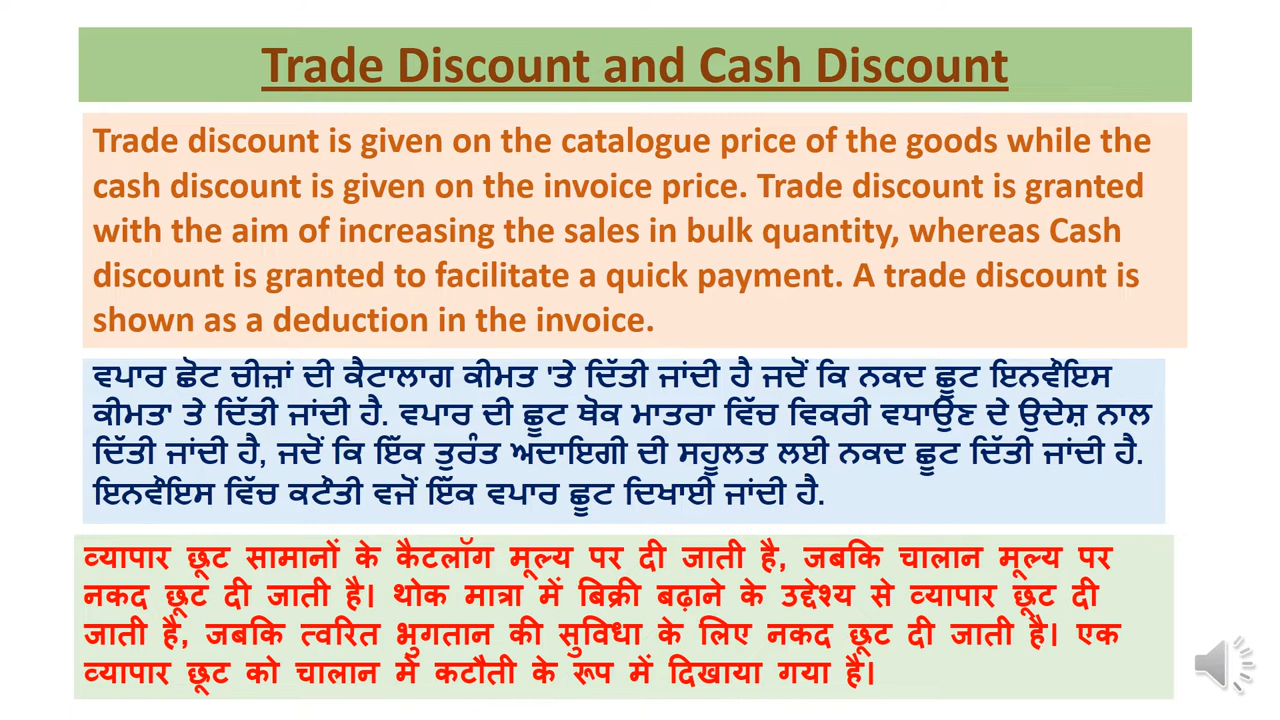 Trade Discount and Cash Discount
Trade discount is given on the catalogue price of the goods while the
cash discount is given on the invoice price. Trade discount is granted
with the aim of increasing the sales in bulk quantity, whereas Cash
discount is granted to facilitate a quick payment. A trade discount is
shown as a deduction in the invoice.
ਵਪਾਰ ਛੋਟ ਚੀਜ਼ਾਂ ਦੀ ਕੈਟਾਲਾਗ ਕੀਮਤ 'ਤੇ ਦਿੱਤੀ ਜਾਂਦੀ ਹੈ ਜਦੋਂ ਕਿ ਨਕਦ ਛੂਟ ਇਨਵੌਇਸ
ਕੀਮਤ' ਤੇ ਦਿੱਤੀ ਜਾਂਦੀ ਹੈ. ਵਪਾਰ ਦੀ ਛੂਟ ਥੋਕ ਮਾਤਰਾ ਵਿੱਚ ਵਿਕਰੀ ਵਧਾਉਣ ਦੇ ਉਦੇਸ਼ ਨਾਲ
ਦਿੱਤੀ ਜਾਂਦੀ ਹੈ, ਜਦੋਂ ਕਿ ਇੱਕ ਤੁਰੰਤ ਅਦਾਇਗੀ ਦੀ ਸਹੂਲਤ ਲਈ ਨਕਦ ਛੂਟ ਦਿੱਤੀ ਜਾਂਦੀ ਹੈ.
ਇਨਵੌਇਸ ਵਿੱਚ ਕਟੌਤੀ ਵਜੋਂ ਇੱਕ ਵਪਾਰ ਛੂਟ ਦਿਖਾਈ ਜਾਂਦੀ ਹੈ.
व्यापार छूट सामानों के कैटलॉग मूल्य पर दी जाती है, जबकि चालान मूल्य पर
नकद छूट दी जाती है। थोक मात्रा में बिक्री बढ़ाने के उद्देश्य से व्यापार छूट दी
जाती है, जबकि त्वरित भुगतान की सुविधा के लिए नकद छूट दी जाती है। एक
व्यापार छूट को चालान में कटौती के रूप में दिखाया गया है।